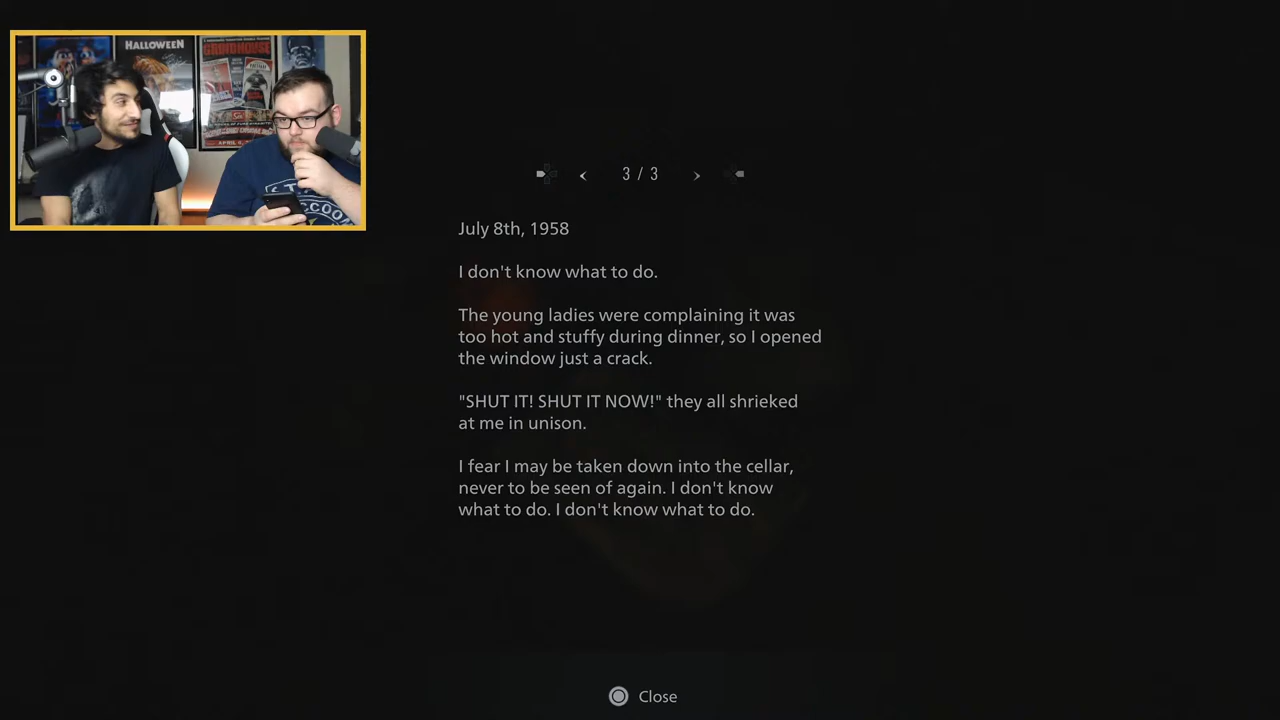 HALLOWEEN
GRINDHOUSE
3 / 3
July 8th, 1958
I don't know what to do.
The young ladies were complaining it was
too hot and stuffy during dinner, so I opened
the window just a crack.
"SHUT IT! SHUT IT NOW!" they all shrieked
at me in unison.
I fear I may be taken down into the cellar,
never to be seen of again. I don't know
what to do. I don't know what to do.
Close